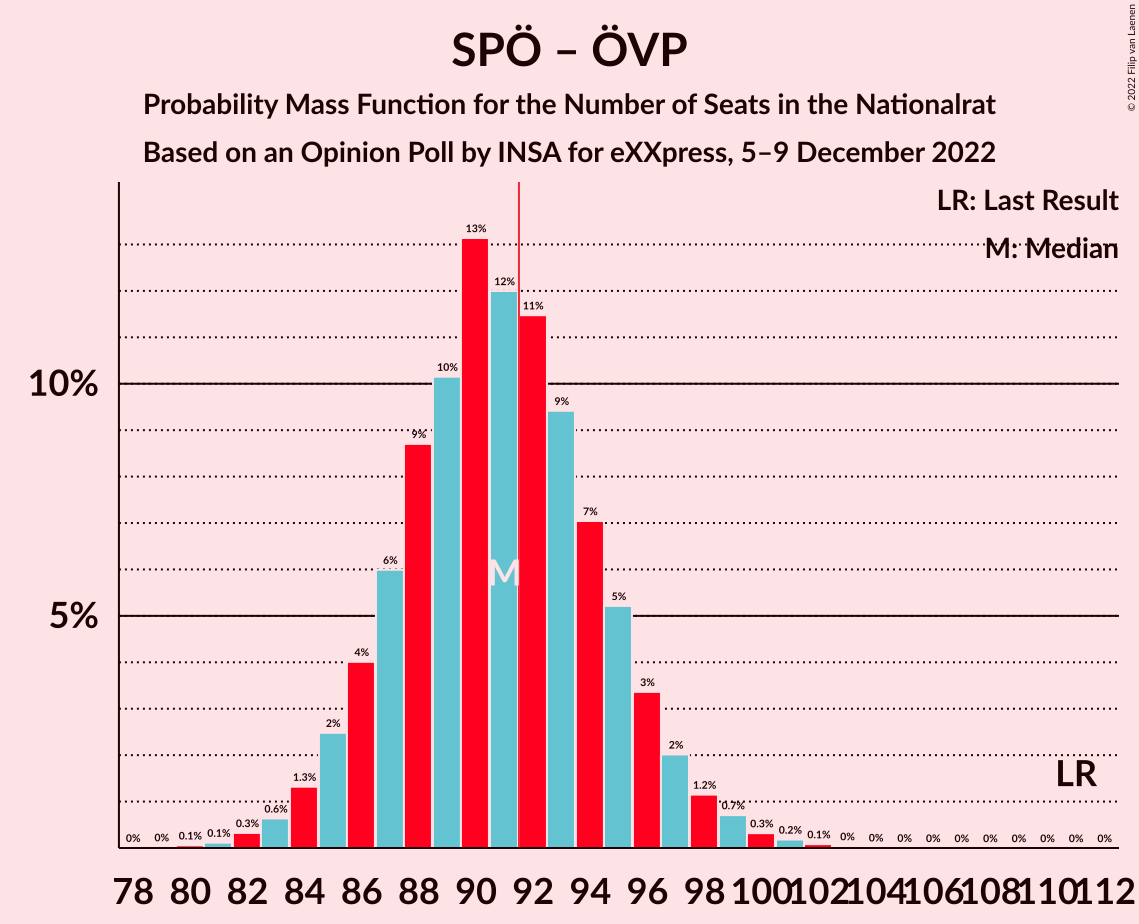 SPÖ – ÖVP
Probability Mass Function for the Number of Seats in the Nationalrat
Based on an Opinion Poll by INSA for eXXpress, 5–9 December 2022
© 2022 Filip van Laenen
LR: Last Result
M: Median
10%
5%
0% 0% 0.1% 0.1% 0.3% 0.6% 1.3% 2% 4% 6% 9% 10% 13% 12% 11% 9% 7% 5% 3% 2% 1.2% 0.7% 0.3% 0.2% 0.1% 0% 0% 0% 0% 0% 0% 0% 0% 0% 0%
M
LR
78 80 82 84 86 88 90 92 94 96 98 100 102 104 106 108 110 112